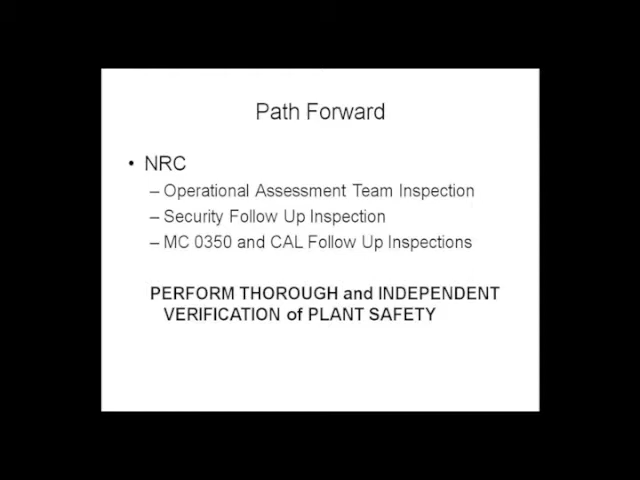 Path Forward
• NRC
– Operational Assessment Team Inspection
– Security Follow Up Inspection
– MC 0350 and CAL Follow Up Inspections
PERFORM THOROUGH and INDEPENDENT
VERIFICATION of PLANT SAFETY